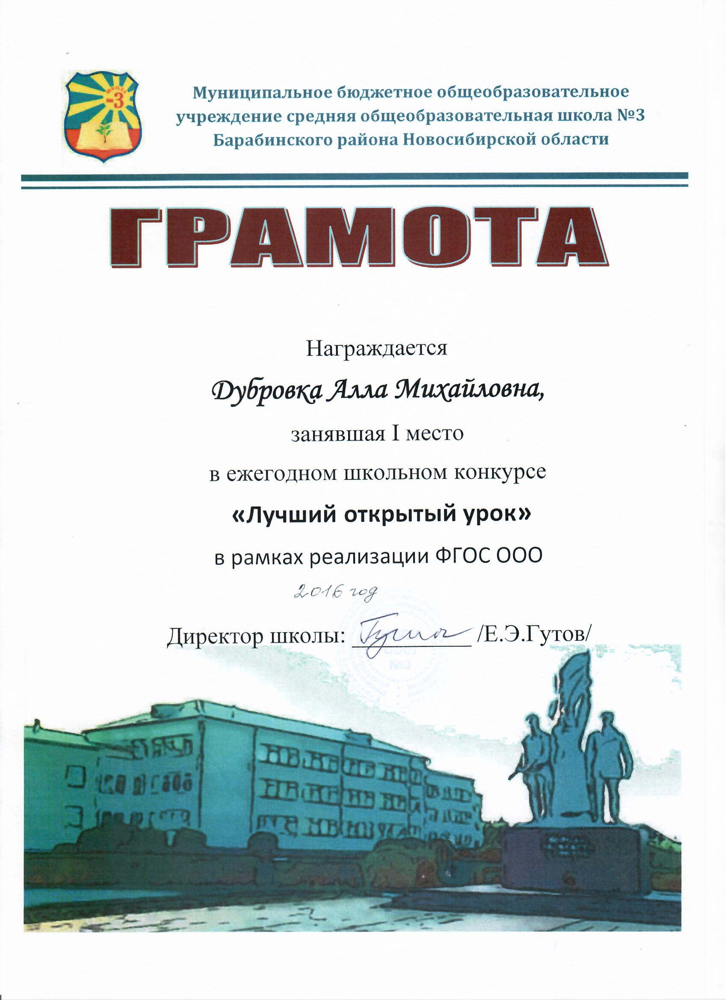 ШКОЛА
№3
Муниципальное бюджетное общеобразовательное
учреждение средняя общеобразовательная школа №3
Барабинского района Новосибирской области
ГРАМОТА
Награждается
Дубровка Алла Михайловна,
занявшая I место
в ежегодном школьном конкурсе
«Лучший открытый урок»
в рамках реализации ФГОС ООО
2016 год
Директор школы: /Е.Э.Гутов/
СОШ
№3